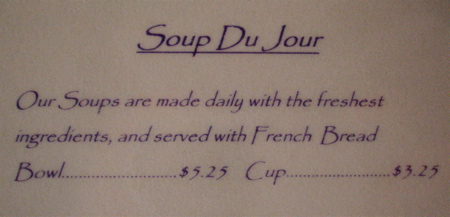 Soup Du Jour
Our Soups are made daily with the freshest
ingredients, and served with French Bread
Bowl............................$5.25 Cup..........................$3.25